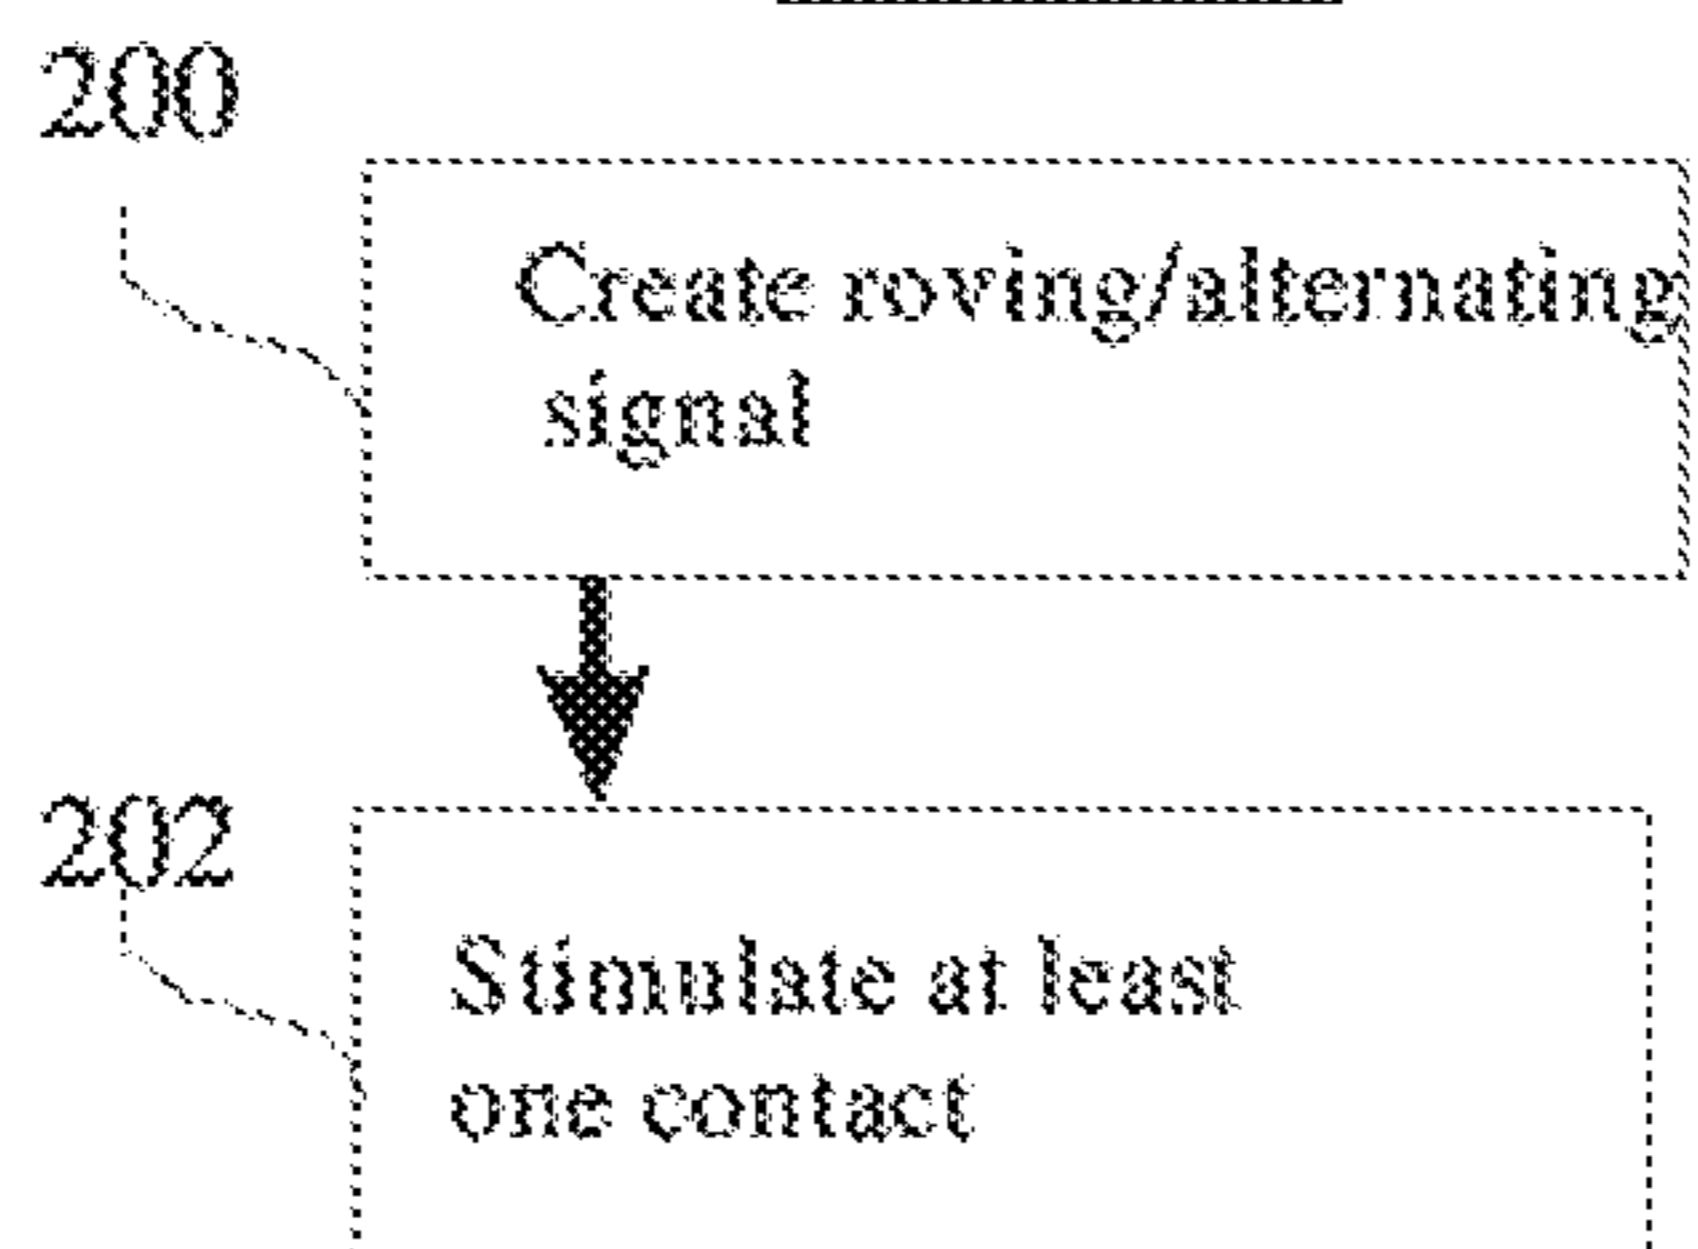 200
Create roving/alternating
signal
202
Stimulate at least
one contact